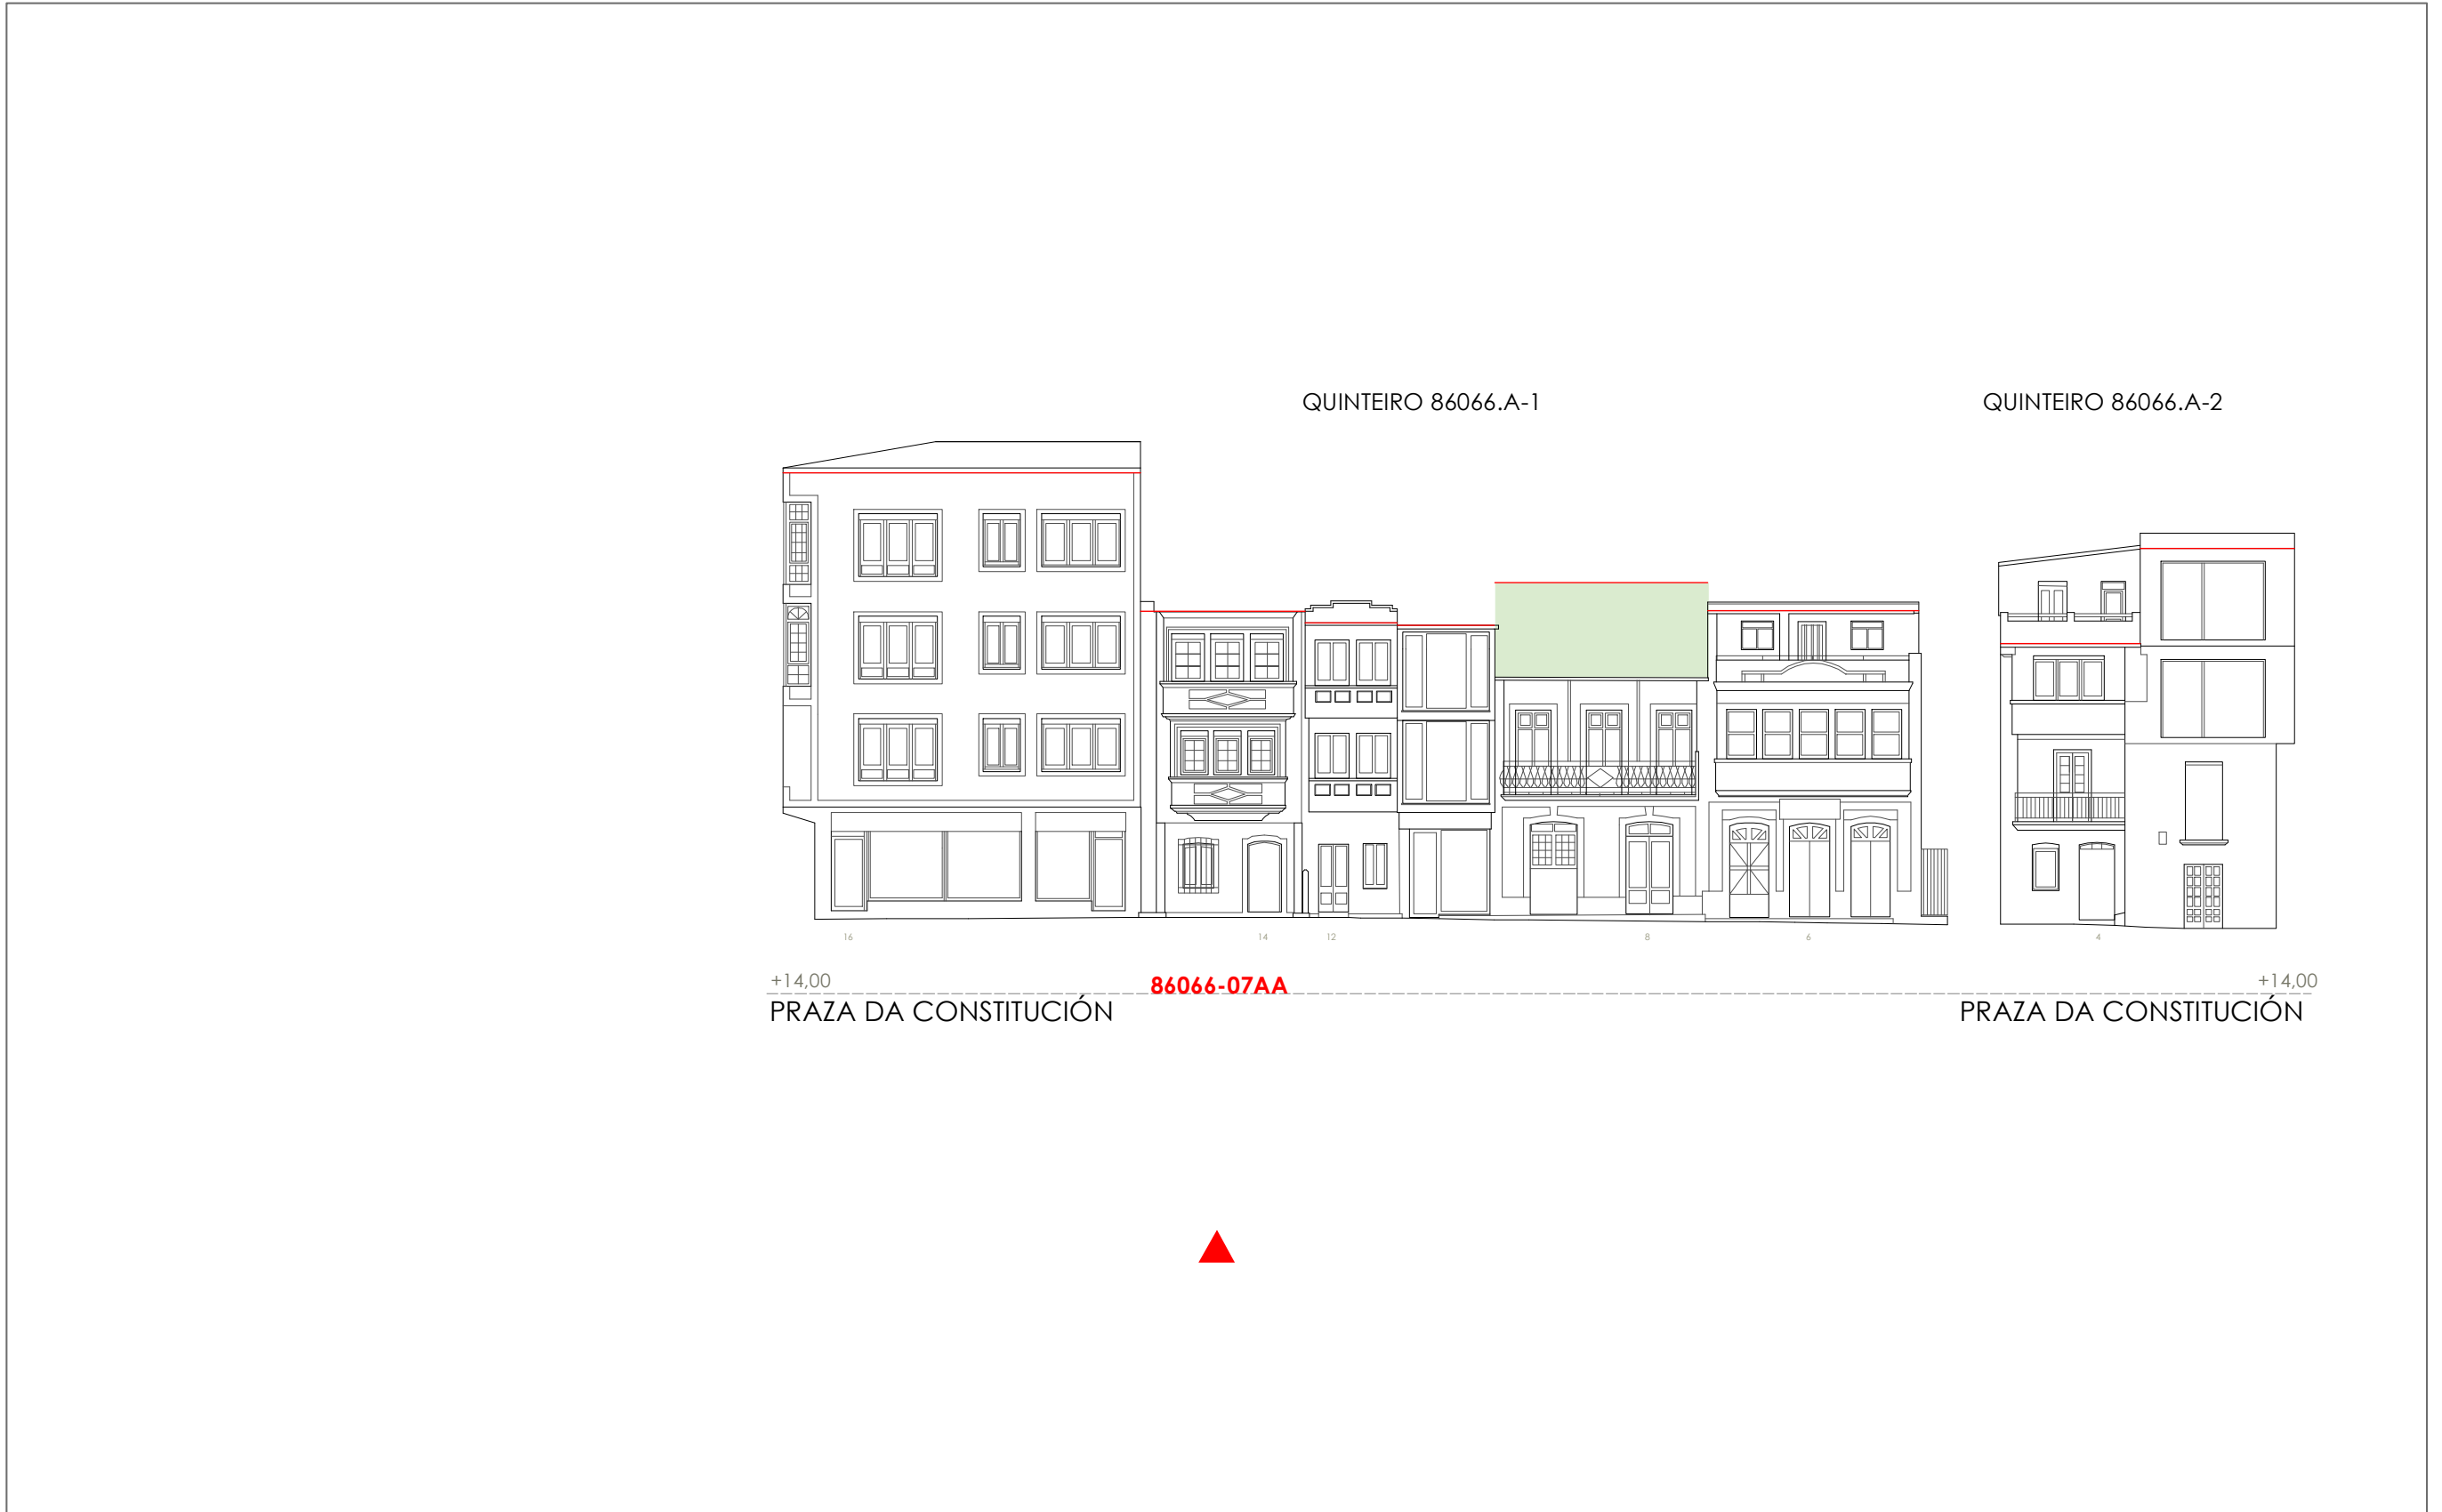 QUINTEIRO 86066.A-1
QUINTEIRO 86066.A-2
16
14
12
8
6
4
+14,00
86066-07AA
+14,00
PRAZA DA CONSTITUCIÓN
PRAZA DA CONSTITUCIÓN